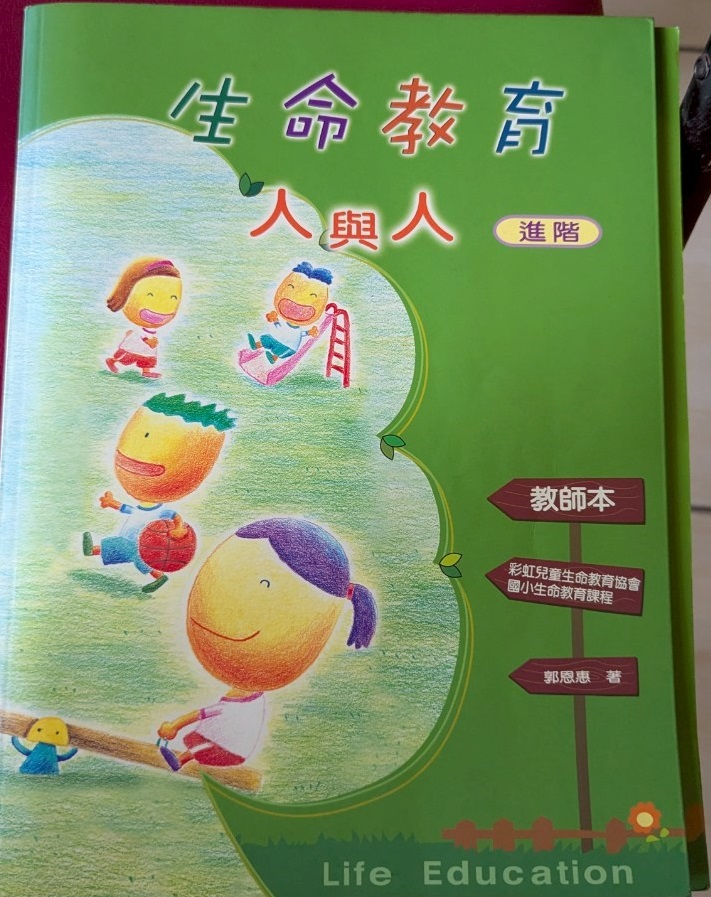 生命教育
人與人 進階
教師本
彩虹兒童生命教育協會
國小生命教育課程
郭恩惠 著
Life Education